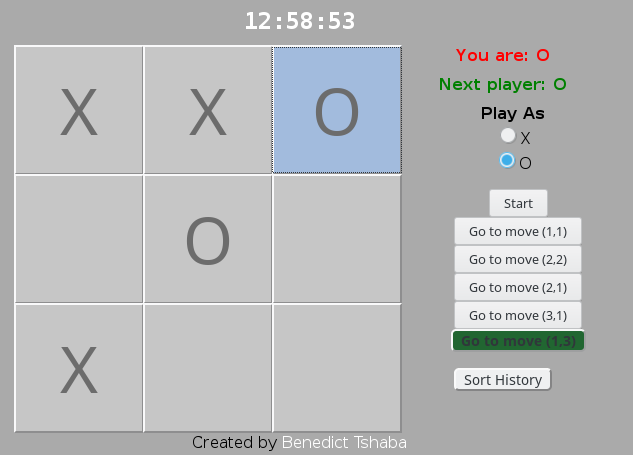 12:58:53
X X O
O
X
You are: O
Next player: O
Play As
X
O
Start
Go to move (1,1)
Go to move (2,2)
Go to move (2,1)
Go to move (3,1)
Go to move (1,3)
Sort History
Created by Benedict Tshaba